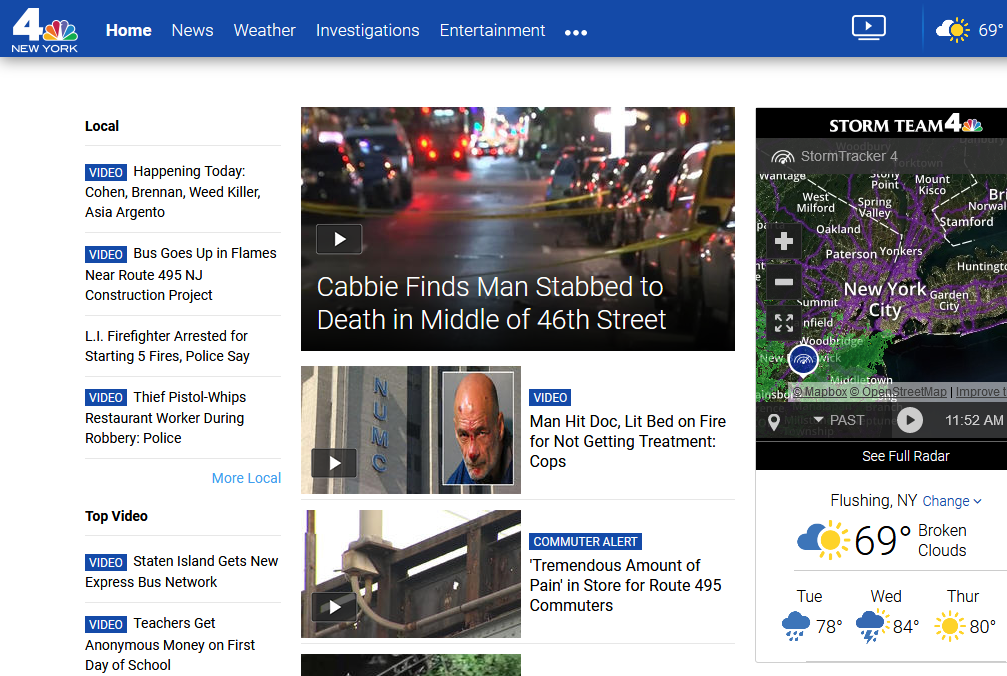 4
NEW YORK
Home
News
Weather
Investigations
Entertainment
69°
Local
VIDEO Happening Today:
Cohen, Brennan, Weed Killer,
Asia Argento
VIDEO Bus Goes Up in Flames
Near Route 495 NJ
Construction Project
L.I. Firefighter Arrested for
Starting 5 Fires, Police Say
VIDEO Thief Pistol-Whips
Restaurant Worker During
Robbery: Police
More Local
Top Video
VIDEO Staten Island Gets New
Express Bus Network
VIDEO Teachers Get
Anonymous Money on First
Day of School
Cabbie Finds Man Stabbed to
Death in Middle of 46th Street
NUMC
VIDEO
Man Hit Doc, Lit Bed on Fire
for Not Getting Treatment:
Cops
COMMUTER ALERT
'Tremendous Amount of
Pain' in Store for Route 495
Commuters
STORM TEAM 4
StormTracker 4
Wantage
Stony
Point
Mount
Kisco
West
Milford
Spring
Valley
Norwal
Stamford
Oakland
Paterson
Yonkers
Huntingto
New York
City
Garden
City
Summit
nfield
Woodbridge
Middletown
© Mapbox © OpenStreetMap | Improve t
PAST
11:52 AM
See Full Radar
Flushing, NY Change
69°
Broken
Clouds
Tue
Wed
Thur
78°
84°
80°